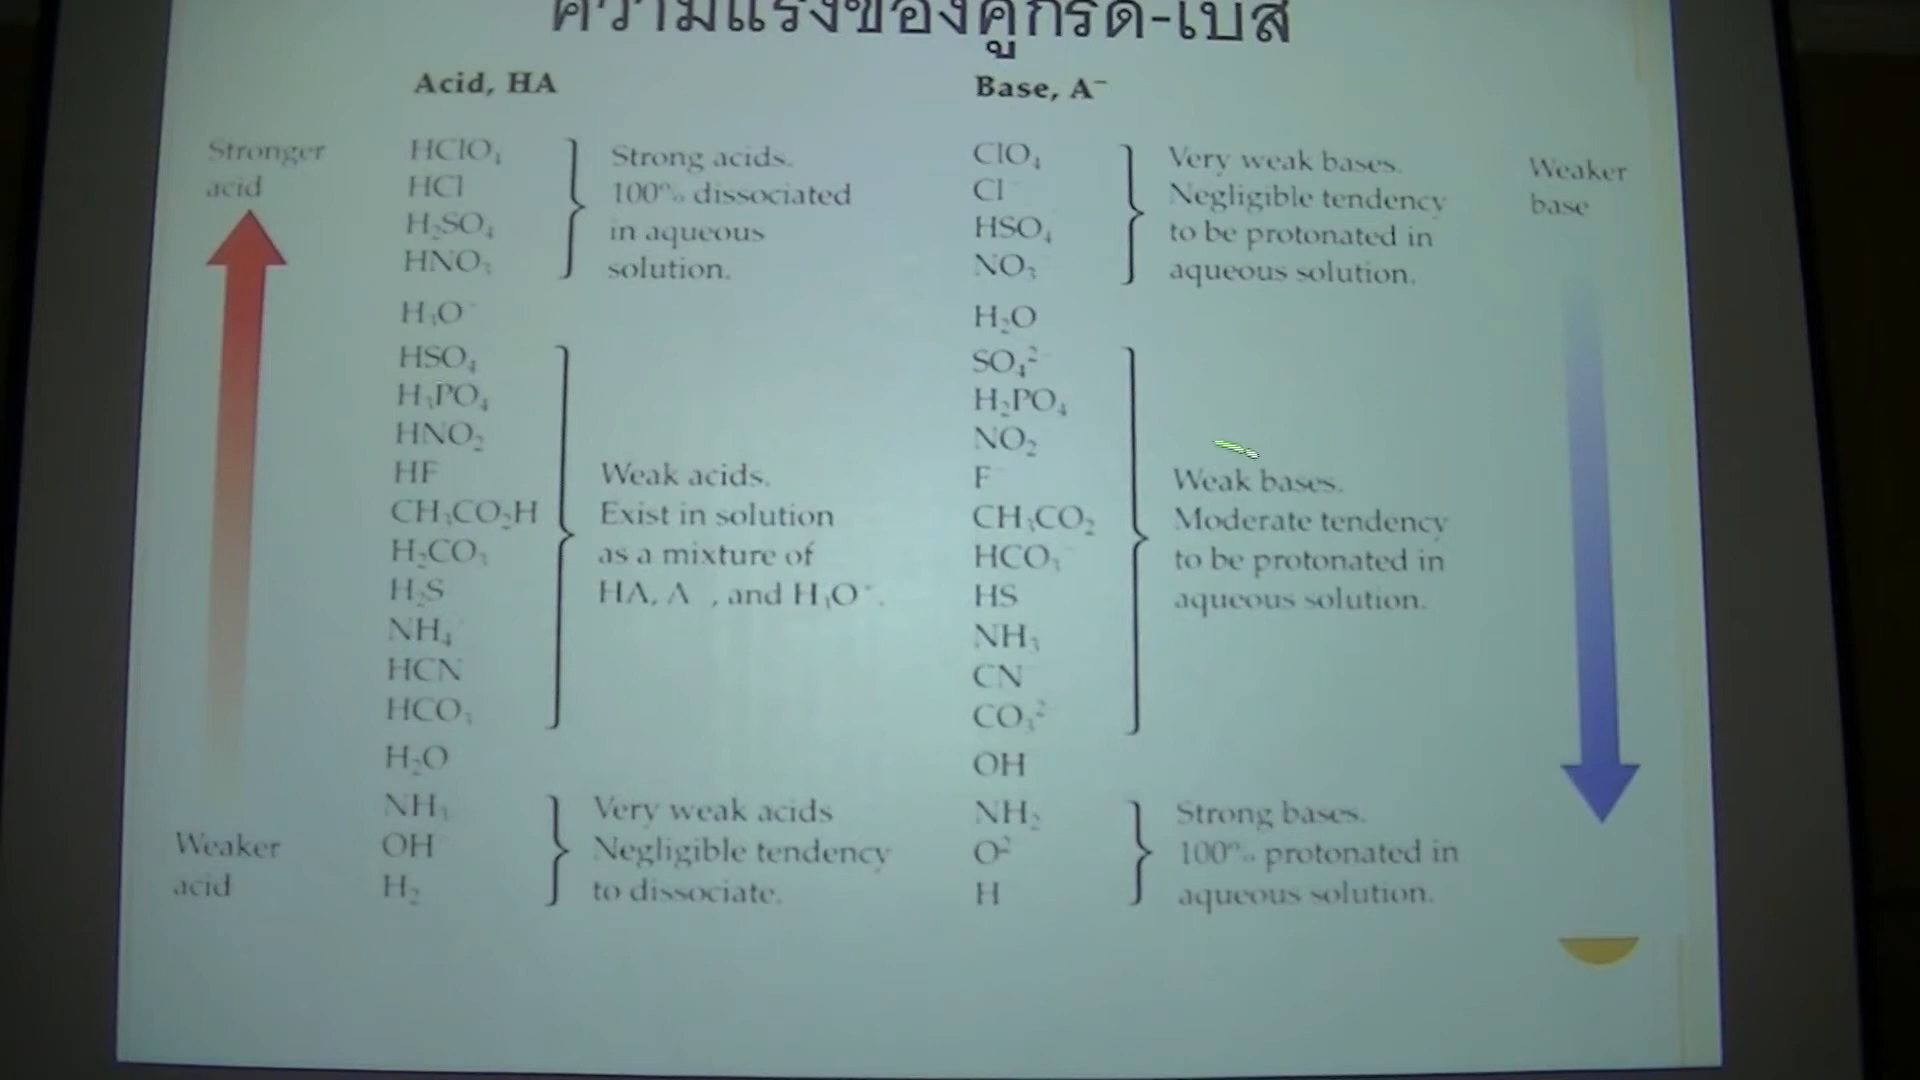 ความแรงของคู่กรด-เบส
Acid, HA
Base, A⁻
Stronger
acid
HClO₄
HCl
H₂SO₄
HNO₃
Strong acids.
100% dissociated
in aqueous
solution.
ClO₄
Cl⁻
HSO₄
NO₃
Very weak bases.
Negligible tendency
to be protonated in
aqueous solution.
Weaker
base
H₃O⁺
H₂O
HSO₄
H₃PO₄
HNO₂
HF
CH₃CO₂H
H₂CO₃
H₂S
NH₄
HCN
HCO₃
Weak acids.
Exist in solution
as a mixture of
HA, A⁻, and H₃O⁺.
SO₄²⁻
H₂PO₄
NO₂
F⁻
CH₃CO₂
HCO₃⁻
HS
NH₃
CN
CO₃²⁻
Weak bases.
Moderate tendency
to be protonated in
aqueous solution.
H₂O
OH
Weaker
acid
NH₃
OH
H₂
Very weak acids
Negligible tendency
to dissociate.
NH₂
O²
H
Strong bases.
100% protonated in
aqueous solution.